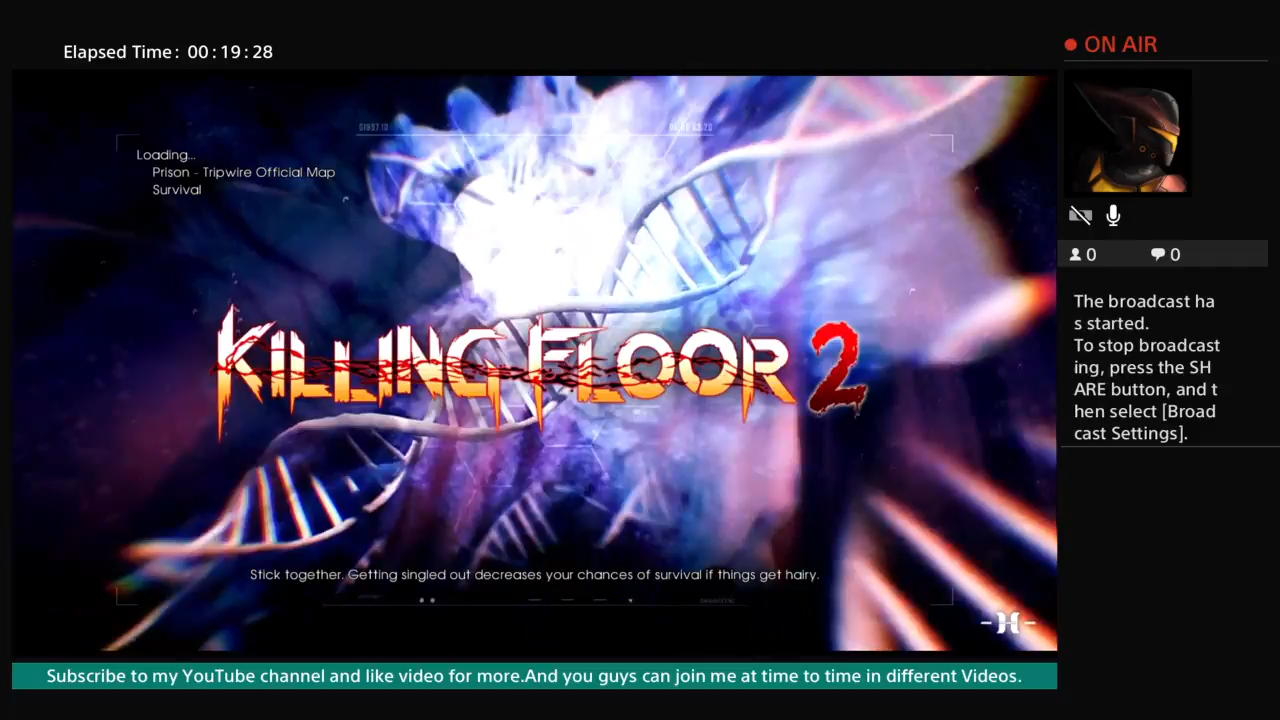 Elapsed Time: 00:19:28
ON AIR
Loading...
Prison - Tripwire Official Map
Survival
KILLING FLOOR 2
0
0
The broadcast ha
s started.
To stop broadcast
ing, press the SH
ARE button, and t
hen select [Broad
cast Settings].
Stick together. Getting singled out decreases your chances of survival if things get hairy.
Subscribe to my YouTube channel and like video for more.And you guys can join me at time to time in different Videos.